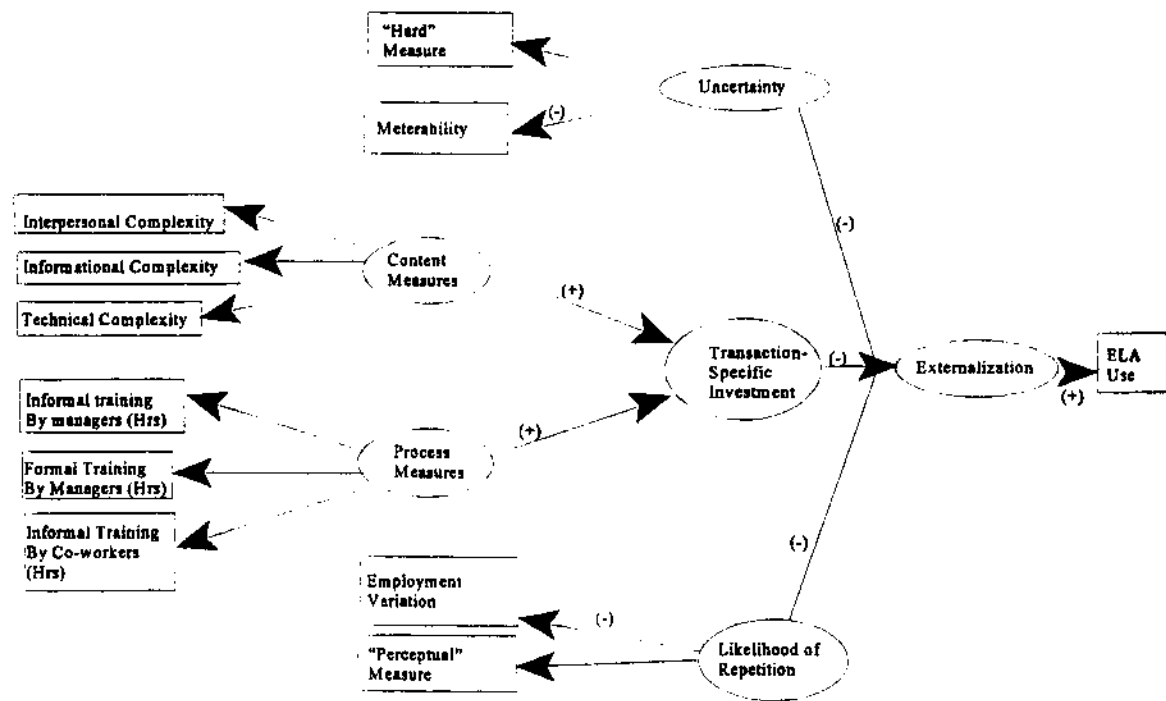 “Hard”
Measure
Uncertainty
Meterability
(-)
Interpersonal Complexity
(-)
Informational Complexity
Content
Measures
(+)
Technical Complexity
Transaction-
Specific
Investment
(-)
Externalization
ELA
Use
(+)
Informal training
By managers (Hrs)
(+)
Process
Measures
Formal Training
By Managers (Hrs)
Informal Training
By Co-workers
(Hrs)
(-)
Employment
Variation
(-)
“Perceptual”
Measure
Likelihood of
Repetition